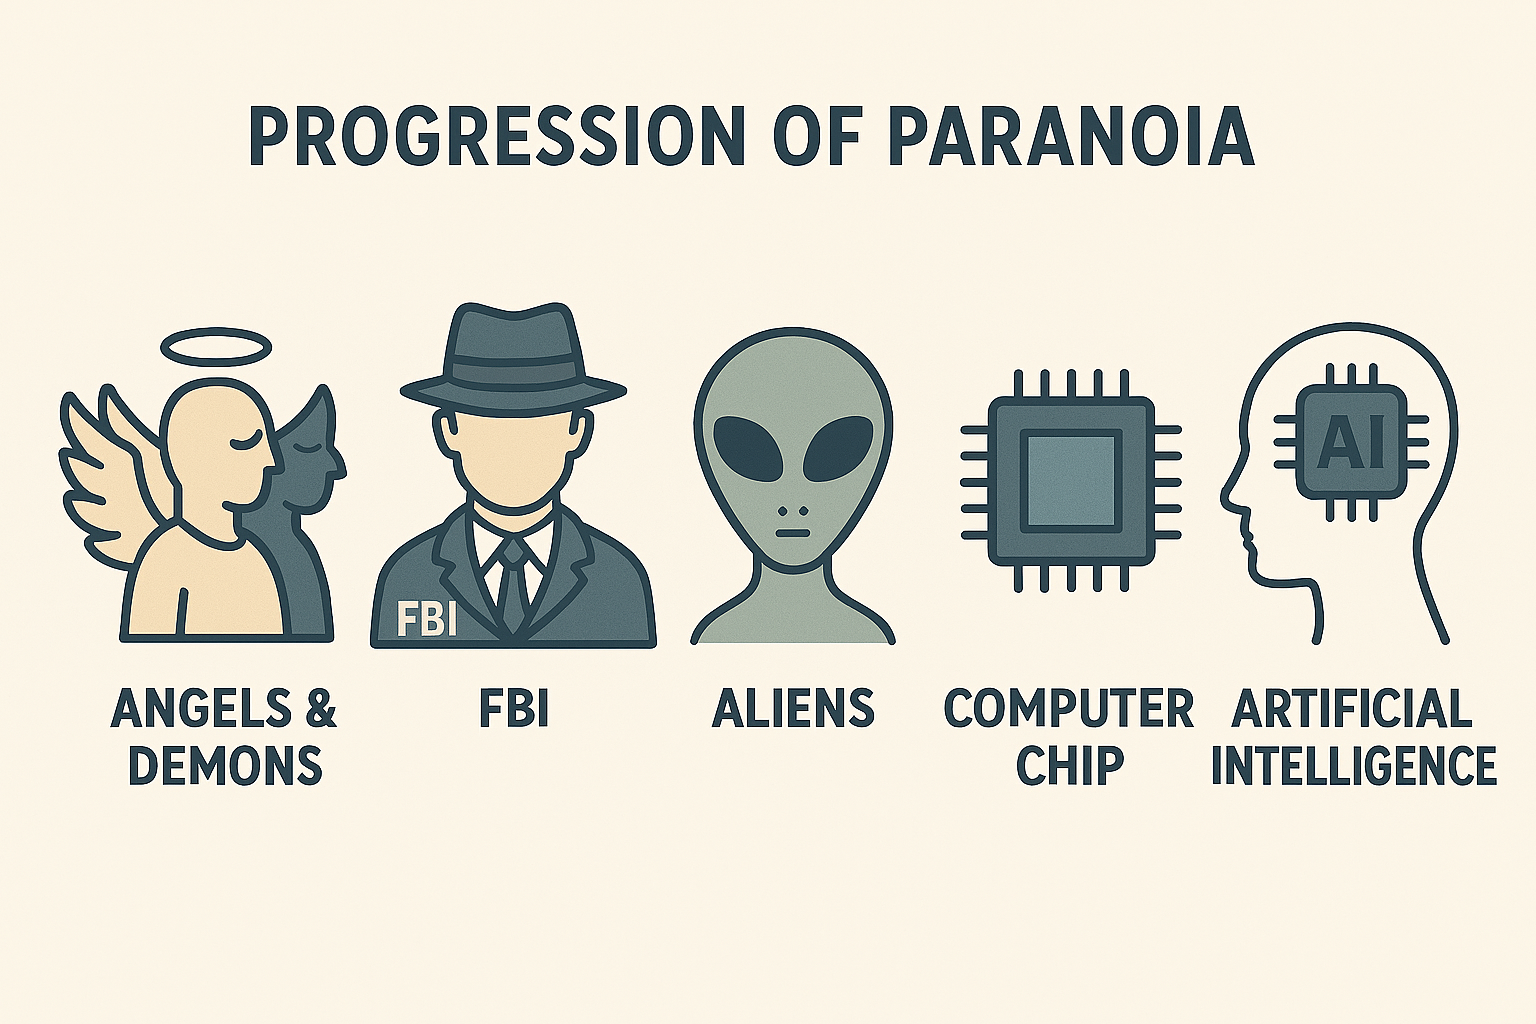 PROGRESSION OF PARANOIA
FBI
AI
ANGELS &
DEMONS
FBI
ALIENS
COMPUTER
CHIP
ARTIFICIAL
INTELLIGENCE